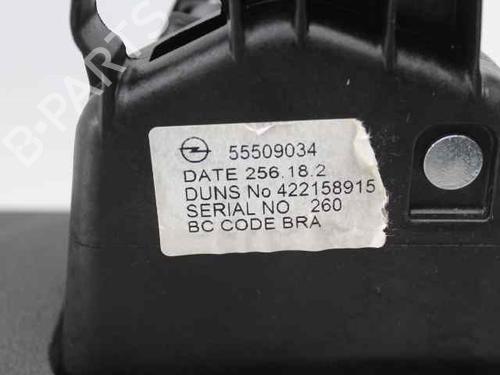 B-PARTS
55509034
DATE 256.18.2
DUNS No 422158915
SERIAL NO 260
BC CODE BRA